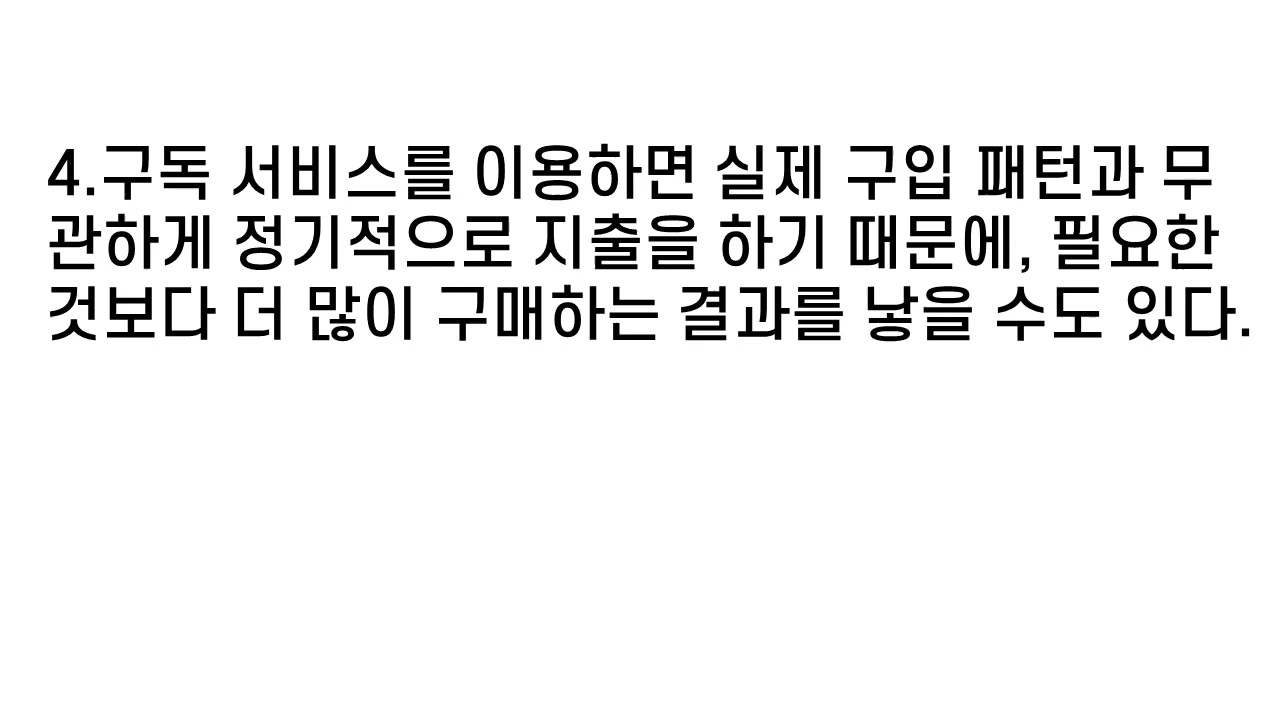 4.구독 서비스를 이용하면 실제 구입 패턴과 무
관하게 정기적으로 지출을 하기 때문에, 필요한
것보다 더 많이 구매하는 결과를 낳을 수도 있다.